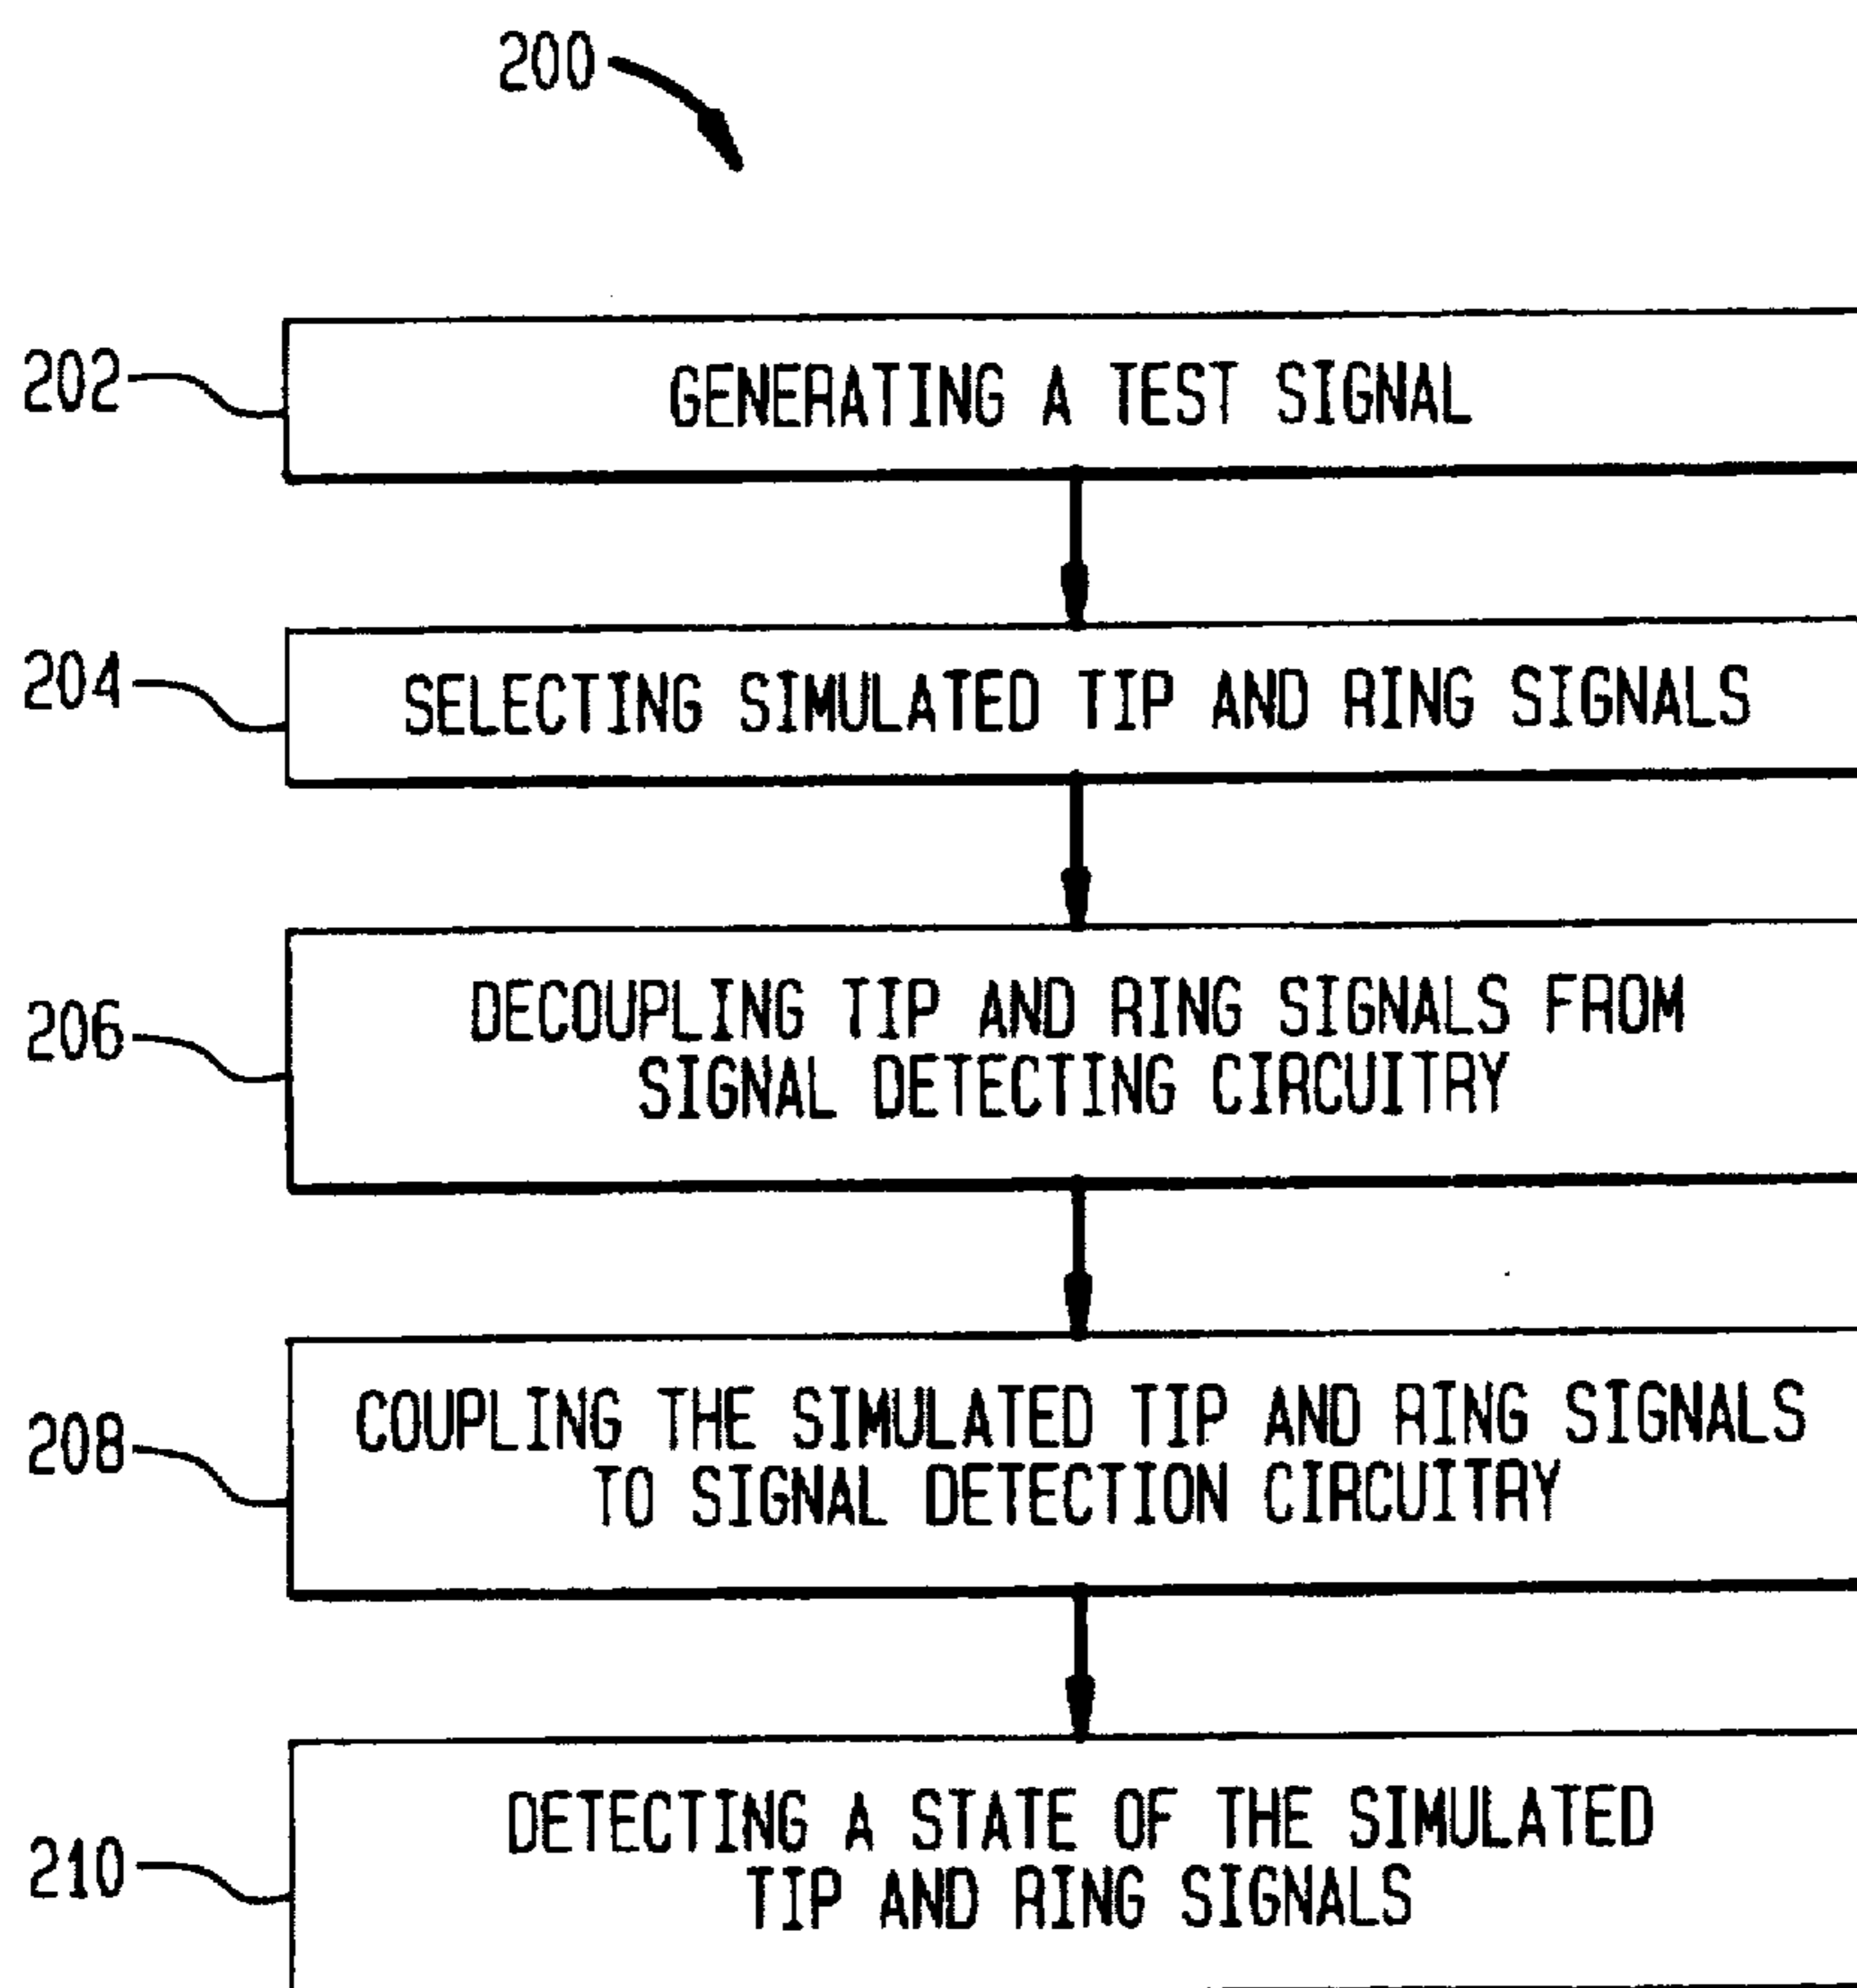 200
202
GENERATING A TEST SIGNAL
204
SELECTING SIMULATED TIP AND RING SIGNALS
206
DECOUPLING TIP AND RING SIGNALS FROM
SIGNAL DETECTING CIRCUITRY
208
COUPLING THE SIMULATED TIP AND RING SIGNALS
TO SIGNAL DETECTION CIRCUITRY
210
DETECTING A STATE OF THE SIMULATED
TIP AND RING SIGNALS